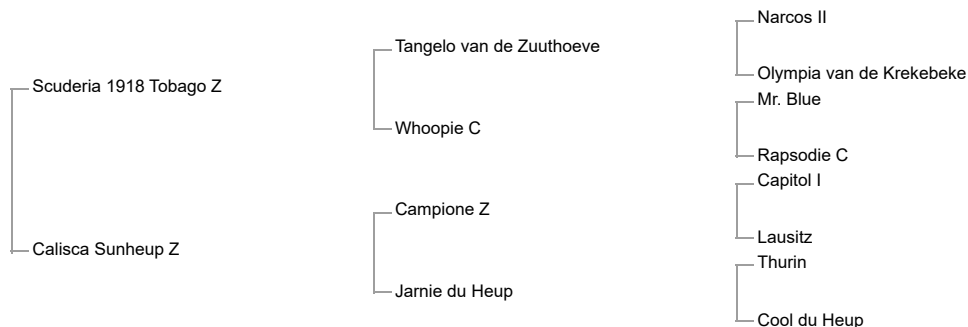 Narcos II
Tangelo van de Zuuthoeve
Olympia van de Krekebeke
Scuderia 1918 Tobago Z
Mr. Blue
Whoopie C
Rapsodie C
Capitol I
Campione Z
Lausitz
Calisca Sunheup Z
Thurin
Jarnie du Heup
Cool du Heup